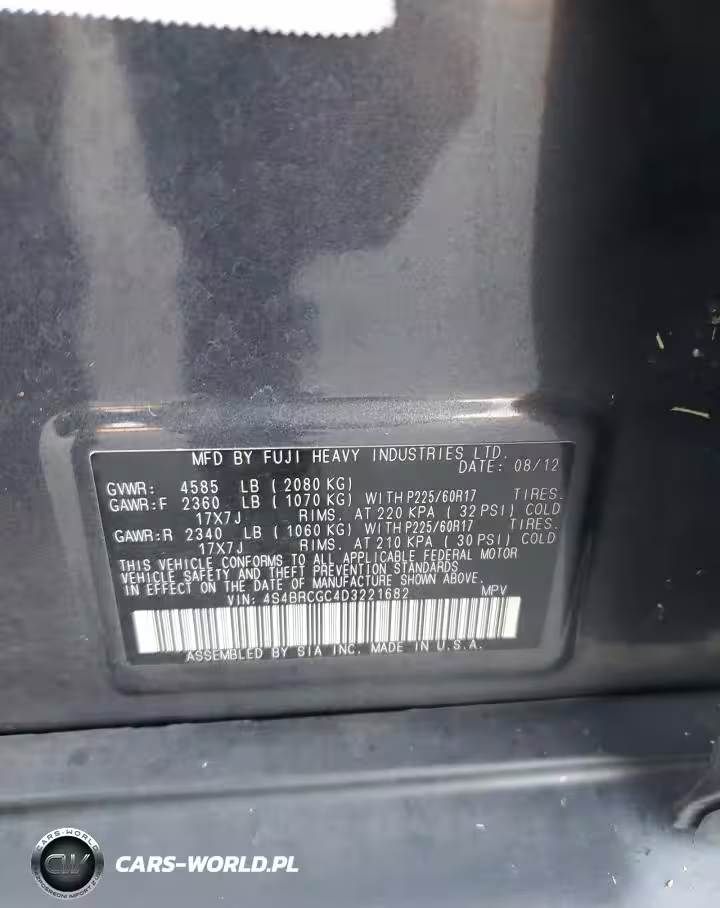 MFD BY FUJI HEAVY INDUSTRIES LTD.
DATE: 08/12
GVWR: 4585 LB ( 2080 KG)
GAWR:F 2360 LB ( 1070 KG) WITH P225/60R17 TIRES.
17X7J RIMS. AT 220 KPA ( 32 PSI) COLD
GAWR:R 2340 LB ( 1060 KG) WITH P225/60R17 TIRES.
17X7J RIMS. AT 210 KPA ( 30 PSI) COLD
THIS VEHICLE CONFORMS TO ALL APPLICABLE FEDERAL MOTOR
VEHICLE SAFETY AND THEFT PREVENTION STANDARDS
IN EFFECT ON THE DATE OF MANUFACTURE SHOWN ABOVE.
VIN: 4S4BRCGC4D3221682 MPV
ASSEMBLED BY SIA INC. MADE IN U.S.A.
CARS-WORLD
CW
CARS-WORLD.PL